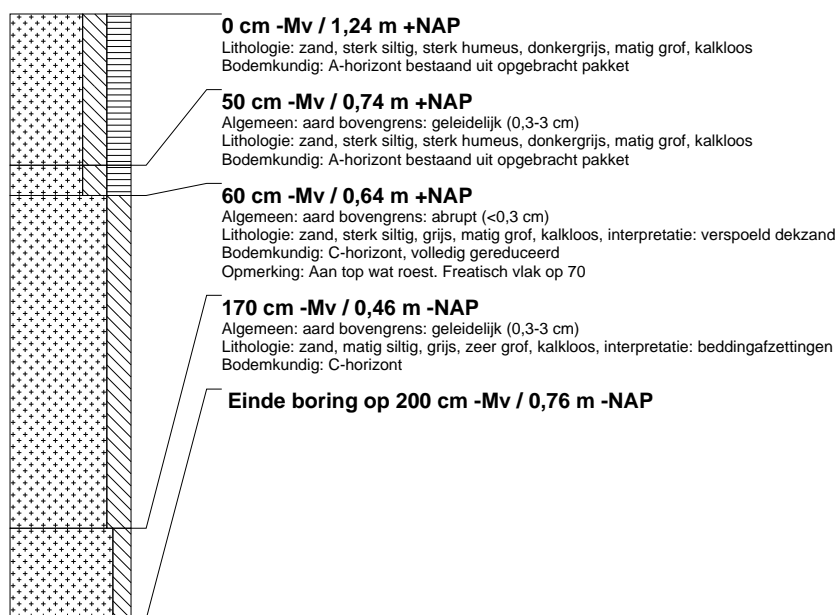 0 cm -Mv / 1,24 m +NAP
Lithologie: zand, sterk siltig, sterk humeus, donkergrijs, matig grof, kalkloos
Bodemkundig: A-horizont bestaand uit opgebracht pakket
50 cm -Mv / 0,74 m +NAP
Algemeen: aard bovengrens: geleidelijk (0,3-3 cm)
Lithologie: zand, sterk siltig, sterk humeus, donkergrijs, matig grof, kalkloos
Bodemkundig: A-horizont bestaand uit opgebracht pakket
60 cm -Mv / 0,64 m +NAP
Algemeen: aard bovengrens: abrupt (<0,3 cm)
Lithologie: zand, sterk siltig, grijs, matig grof, kalkloos, interpretatie: verspoeld dekzand
Bodemkundig: C-horizont, volledig gereduceerd
Opmerking: Aan top wat roest. Freatisch vlak op 70
170 cm -Mv / 0,46 m -NAP
Algemeen: aard bovengrens: geleidelijk (0,3-3 cm)
Lithologie: zand, matig siltig, grijs, zeer grof, kalkloos, interpretatie: beddingafzettingen
Bodemkundig: C-horizont
Einde boring op 200 cm -Mv / 0,76 m -NAP